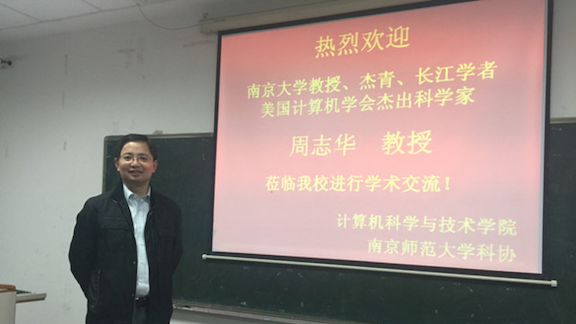 热烈欢迎
南京大学教授、杰青、长江学者
美国计算机学会杰出科学家
周志华 教授
莅临我校进行学术交流！
计算机科学与技术学院
南京师范大学科协